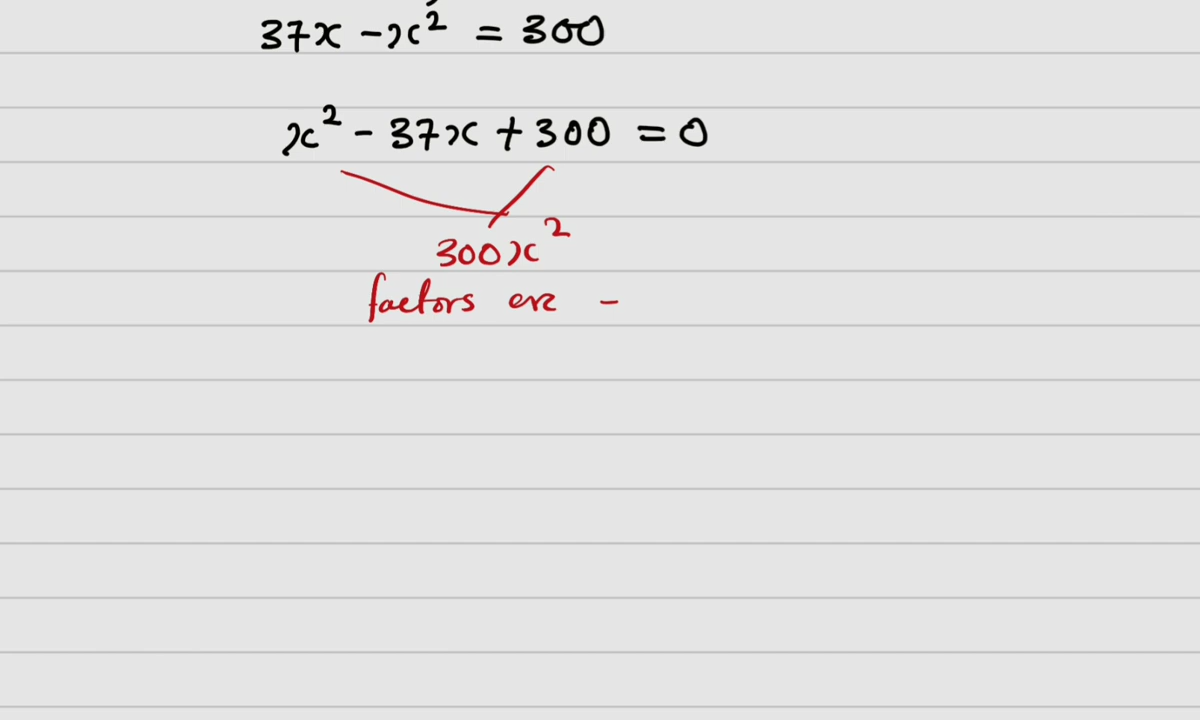 37x - x² = 300
x² - 37x + 300 = 0
300x²
factors are -